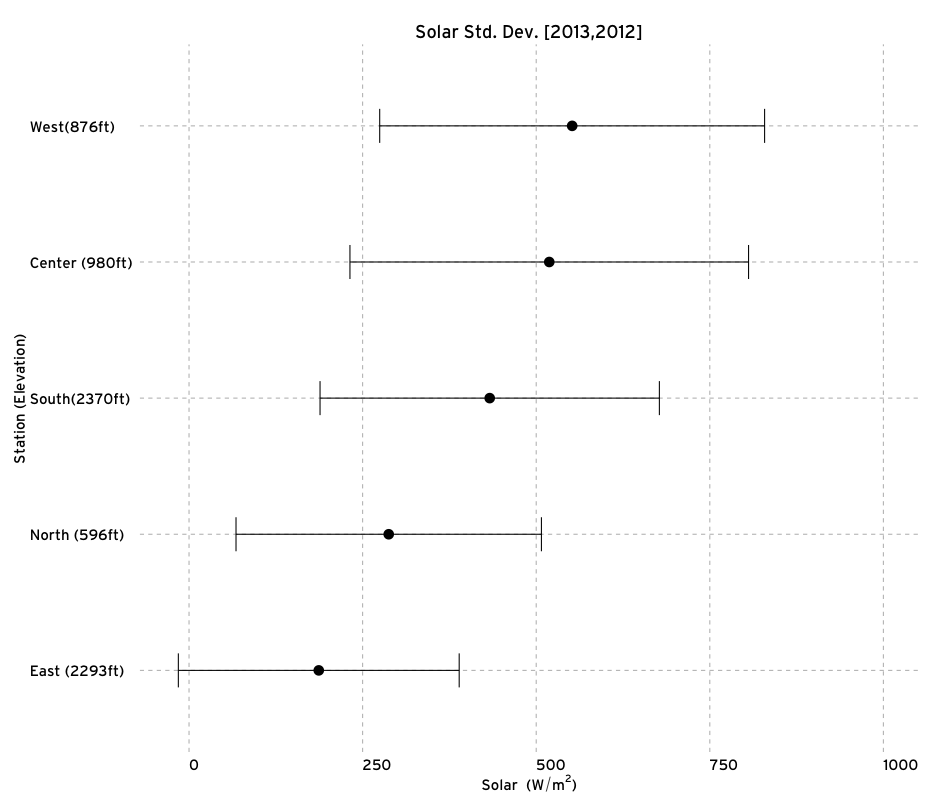 Solar Std. Dev. [2013,2012]
West(876ft)
Center (980ft)
South(2370ft)
North (596ft)
East (2293ft)
Station (Elevation)
0 250 500 750 1000
Solar (W/m²)